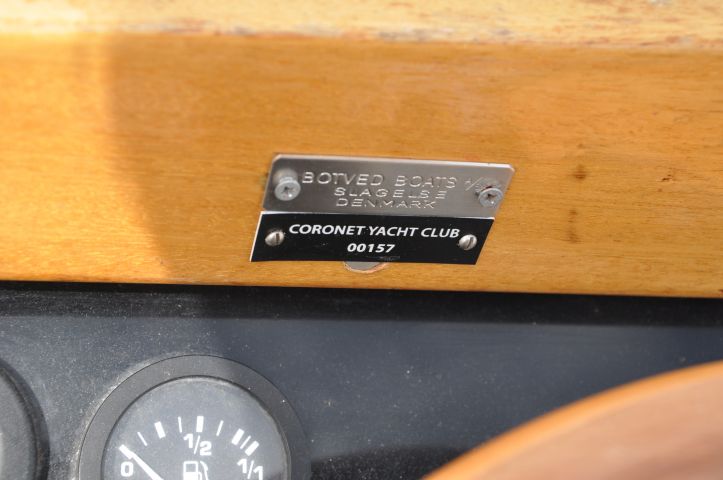 BOTVED BOATS A/S
SLAGELSE
DENMARK
CORONET YACHT CLUB
00157
0 1/2 1/1